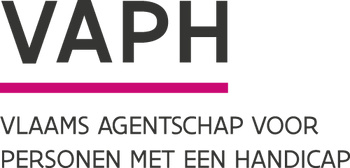 VAPH
VLAAMS AGENTSCHAP VOOR
PERSONEN MET EEN HANDICAP